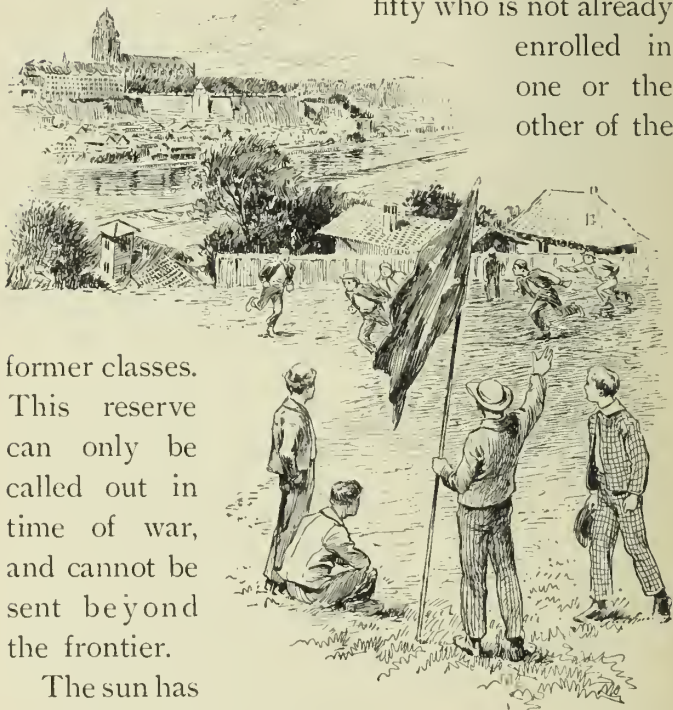 fifty who is not already
enrolled in
one or the
other of the
former classes.
This reserve
can only be
called out in
time of war,
and cannot be
sent beyond
the frontier.
The sun has